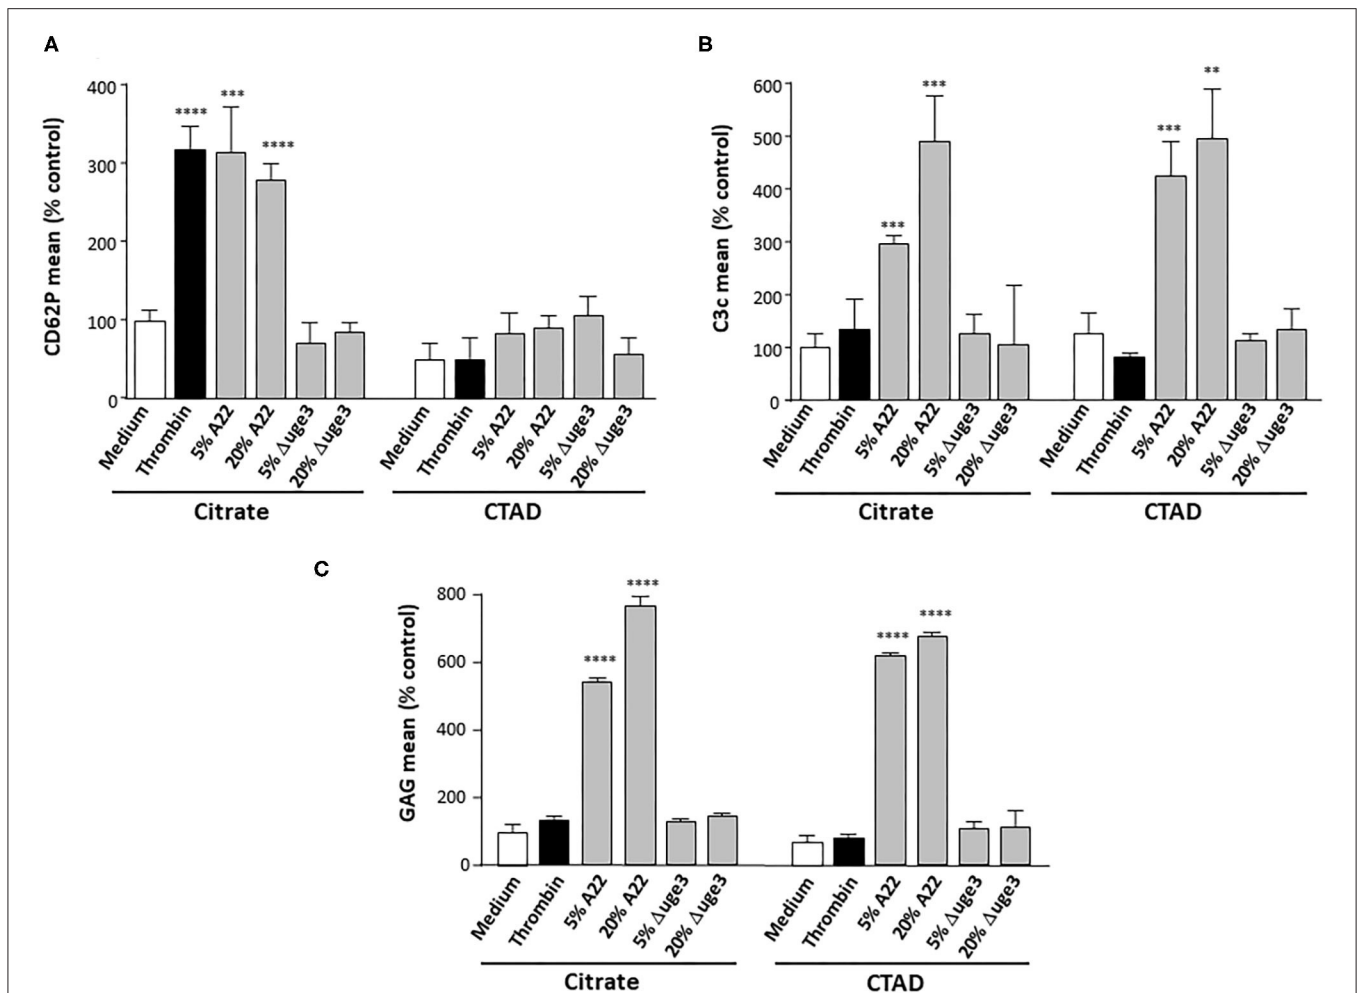 A
CD62P mean (% control)
400
300
200
100
0
***
****
****
Medium
Thrombin
5% A22
20% A22
5% Δuge3
20% Δuge3
Medium
Thrombin
5% A22
20% A22
5% Δuge3
20% Δuge3
Citrate
CTAD
B
C3c mean (% control)
600
500
400
300
200
100
0
***
**
***
***
Medium
Thrombin
5% A22
20% A22
5% Δuge3
20% Δuge3
Medium
Thrombin
5% A22
20% A22
5% Δuge3
20% Δuge3
Citrate
CTAD
C
GAG mean (% control)
800
600
400
200
0
****
****
****
****
Medium
Thrombin
5% A22
20% A22
5% Δuge3
20% Δuge3
Medium
Thrombin
5% A22
20% A22
5% Δuge3
20% Δuge3
Citrate
CTAD